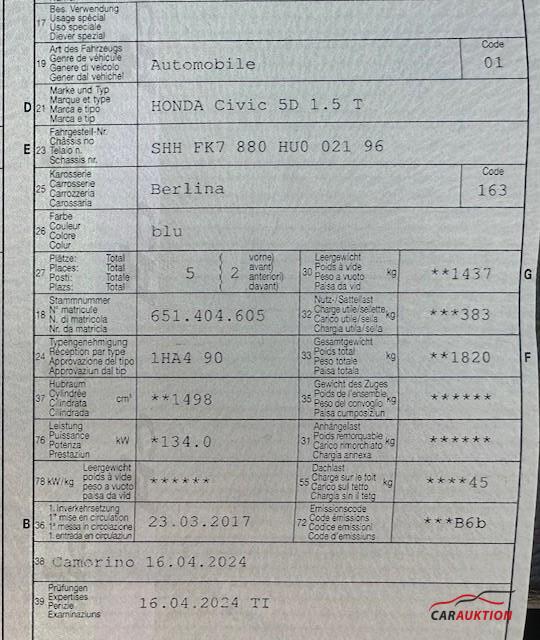 Bes. Verwendung
17 Usage spécial
Uso speciale
Diever spezial
19 Art des Fahrzeugs
Genre de véhicule
Genere di veicolo
Gener dal vehichel
Automobile
Code
01
D 21 Marke und Typ
Marque et type
Marca e tipo
Marca e tip
HONDA Civic 5D 1.5 T
E 23 Fahrgestell-Nr.
Châssis no
Telaio n.
Schassis nr.
SHH FK7 880 HU0 021 96
25 Karosserie
Carrosserie
Carrozzeria
Carossaria
Berlina
Code
163
26 Farbe
Couleur
Colore
Colur
blu
27 Plätze: Total
Places: Total
Posti: Totale
Plazs: Total
5 ( 2 vorne)
avant)
anteriori)
davant)
30 Leergewicht
Poids à vide
Peso a vuoto
Paisa da vid
kg
**1437 G
18 Stammnummer
N° matricule
N. di matricola
Nr. da matricla
651.404.605
32 Nutz-/Sattellast
Charge utile/sellette
Carico utile/sella
Chargia utila/sella
kg
***383
24 Typengenehmigung
Réception par type
Approvazione del tipo
Approvaziun dal tip
1HA4 90
33 Gesamtgewicht
Poids total
Peso totale
Paisa totala
kg
**1820 F
37 Hubraum
Cylindrée
Cilindrata
Cilindrada
cm³
**1498
35 Gewicht des Zuges
Poids de l'ensemble
Peso del convoglio
Paisa cumposiziun
kg
******
76 Leistung
Puissance
Potenza
Prestaziun
kW
*134.0
31 Anhängelast
Poids remorquable
Carico rimorchiato
Chargia annexa
kg
******
78 kW/kg Leergewicht
poids à vide
peso a vuoto
paisa da vid
******
55 Dachlast
Charge sur le toit
Carico sul tetto
Chargia sin il tetg
kg
****45
B 36 1. Inverkehrsetzung
1re mise en circulation
1a messa in circolazione
1. entrada en circulaziun
23.03.2017
72 Emissionscode
Code émissions
Codice emissioni
Code d'emissiuns
***B6b
38 Camorino 16.04.2024
39 Prüfungen
Expertises
Perizie
Examinaziuns
16.04.2024 TI
CARAUKTION